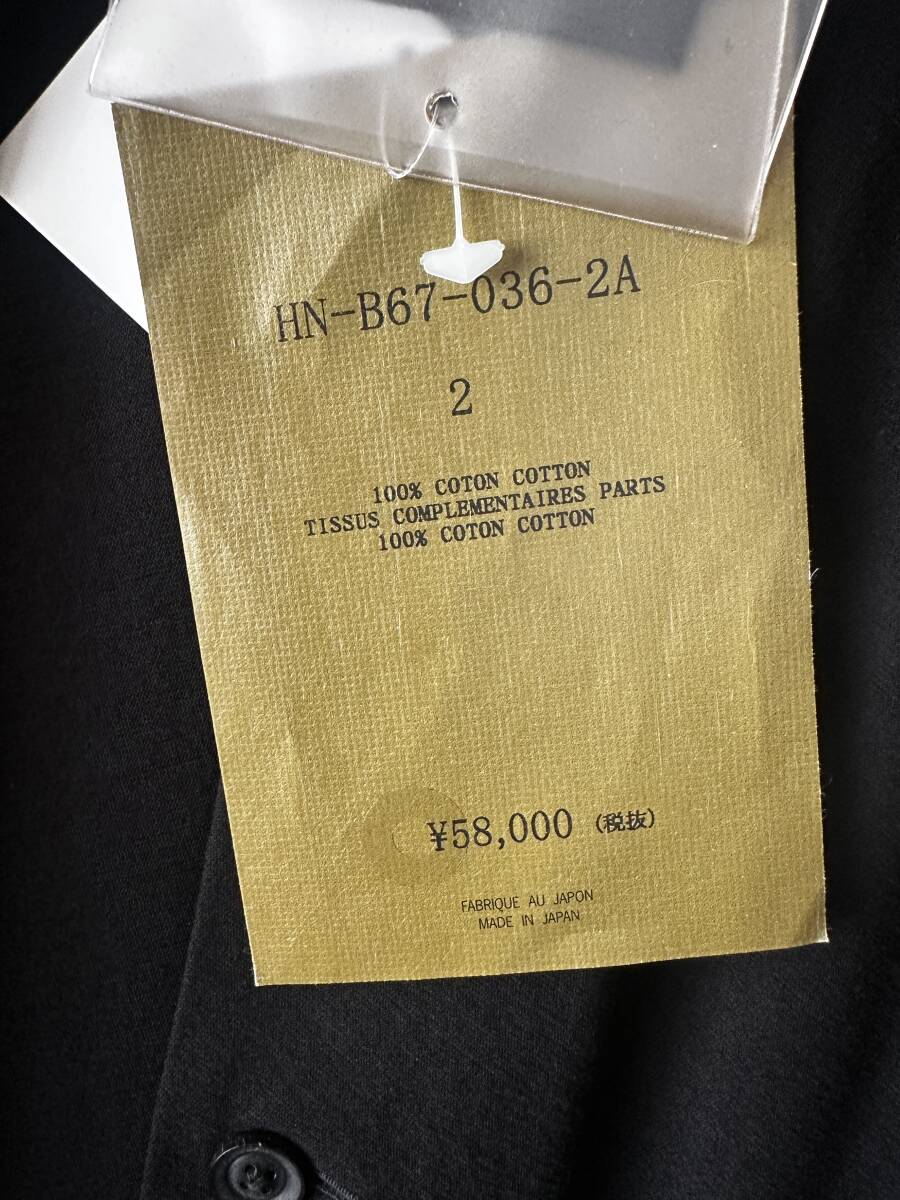 HN-B67-036-2A
2
100% COTON COTTON
TISSUS COMPLEMENTAIRES PARTS
100% COTON COTTON
¥58,000 (税抜)
FABRIQUE AU JAPON
MADE IN JAPAN